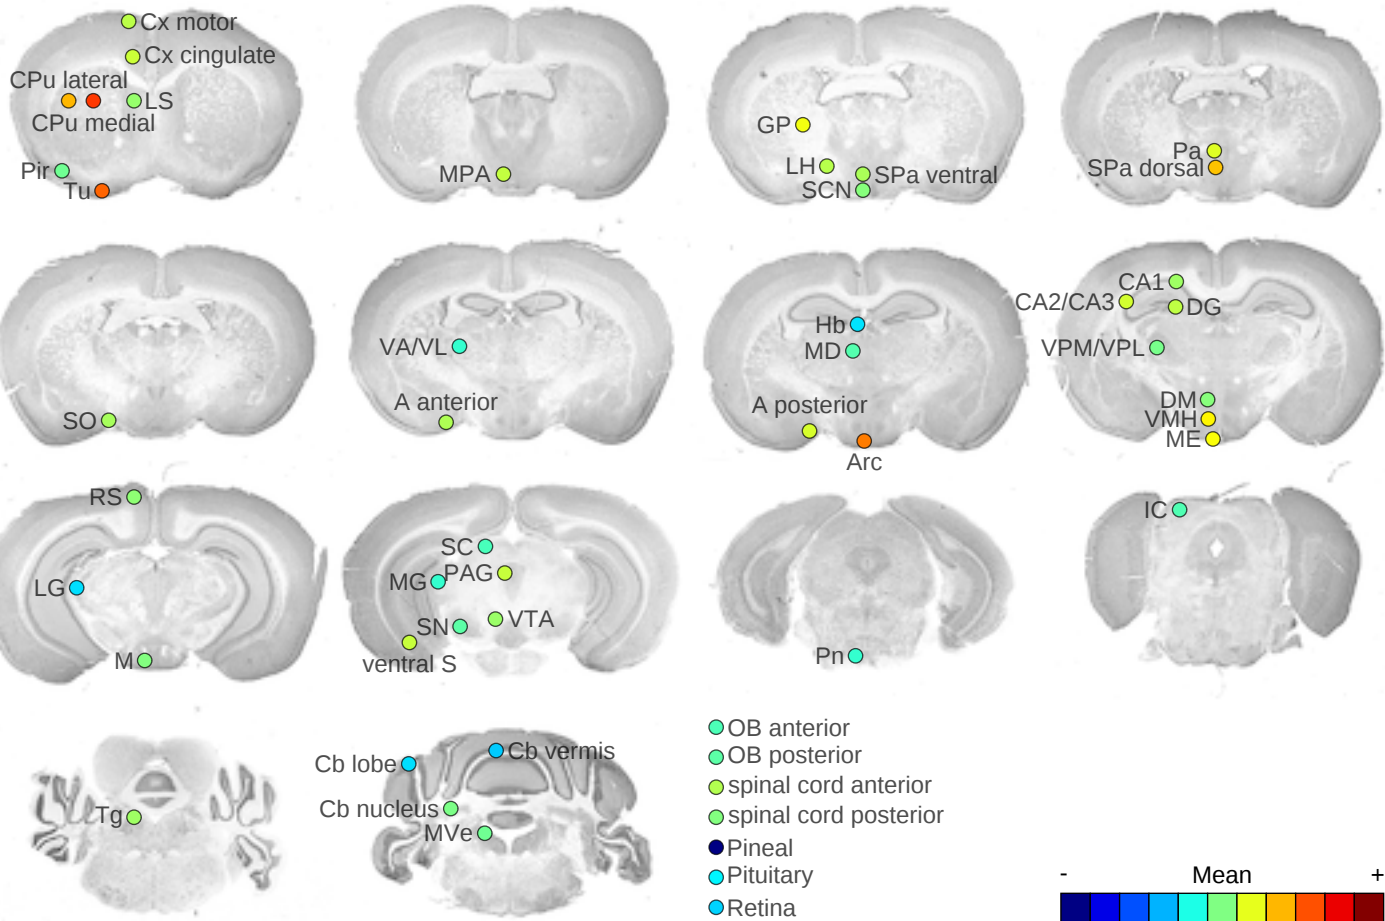 Cx motor
Cx cingulate
CPu lateral
LS
CPu medial
Pir
Tu
MPA
GP
LH
SPa ventral
SCN
Pa
SPa dorsal
SO
VA/VL
A anterior
Hb
MD
A posterior
Arc
CA1
CA2/CA3
DG
VPM/VPL
DM
VMH
ME
RS
LG
M
SC
MG
PAG
SN
VTA
ventral S
Pn
IC
Tg
Cb lobe
Cb vermis
Cb nucleus
MVe
OB anterior
OB posterior
spinal cord anterior
spinal cord posterior
Pineal
Pituitary
Retina
- Mean +